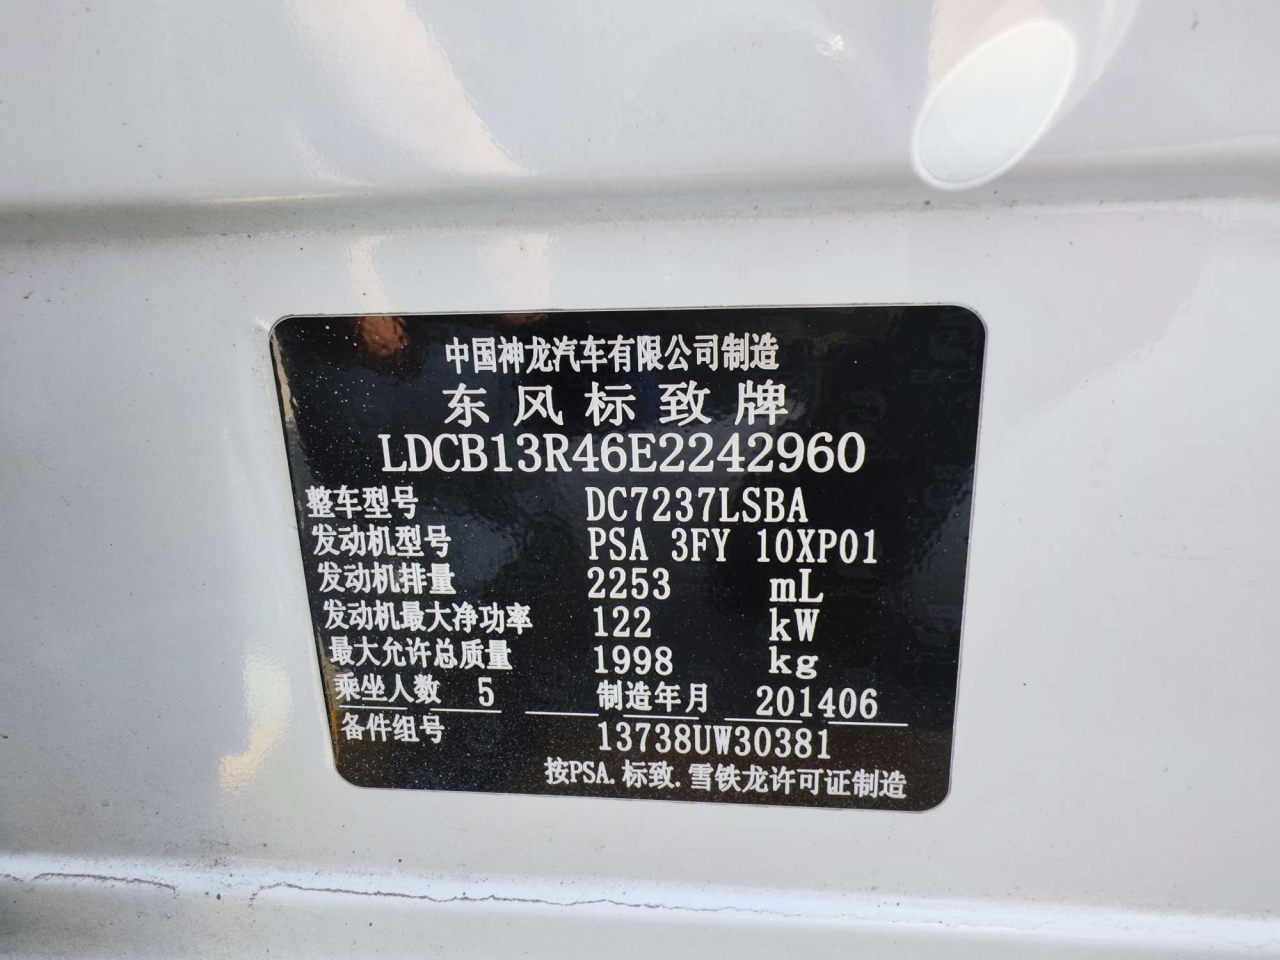 中国神龙汽车有限公司制造
东风标致牌
LDCB13R46E2242960
整车型号 DC7237LSBA
发动机型号 PSA 3FY 10XP01
发动机排量 2253 mL
发动机最大净功率 122 kW
最大允许总质量 1998 kg
乘坐人数 5 制造年月 201406
备件组号 13738UW30381
按PSA.标致.雪铁龙许可证制造